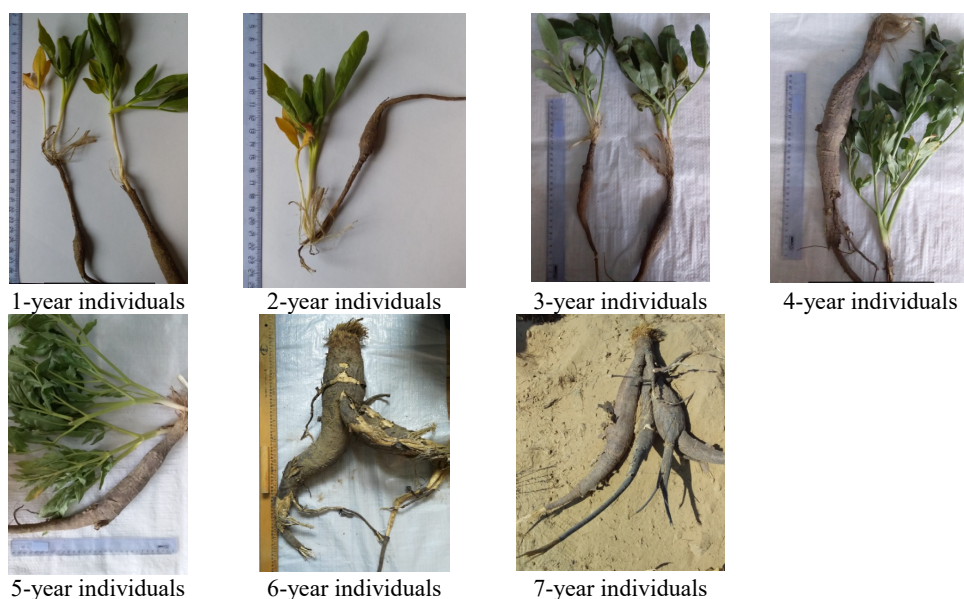 1-year individuals
2-year individuals
3-year individuals
4-year individuals
5-year individuals
6-year individuals
7-year individuals